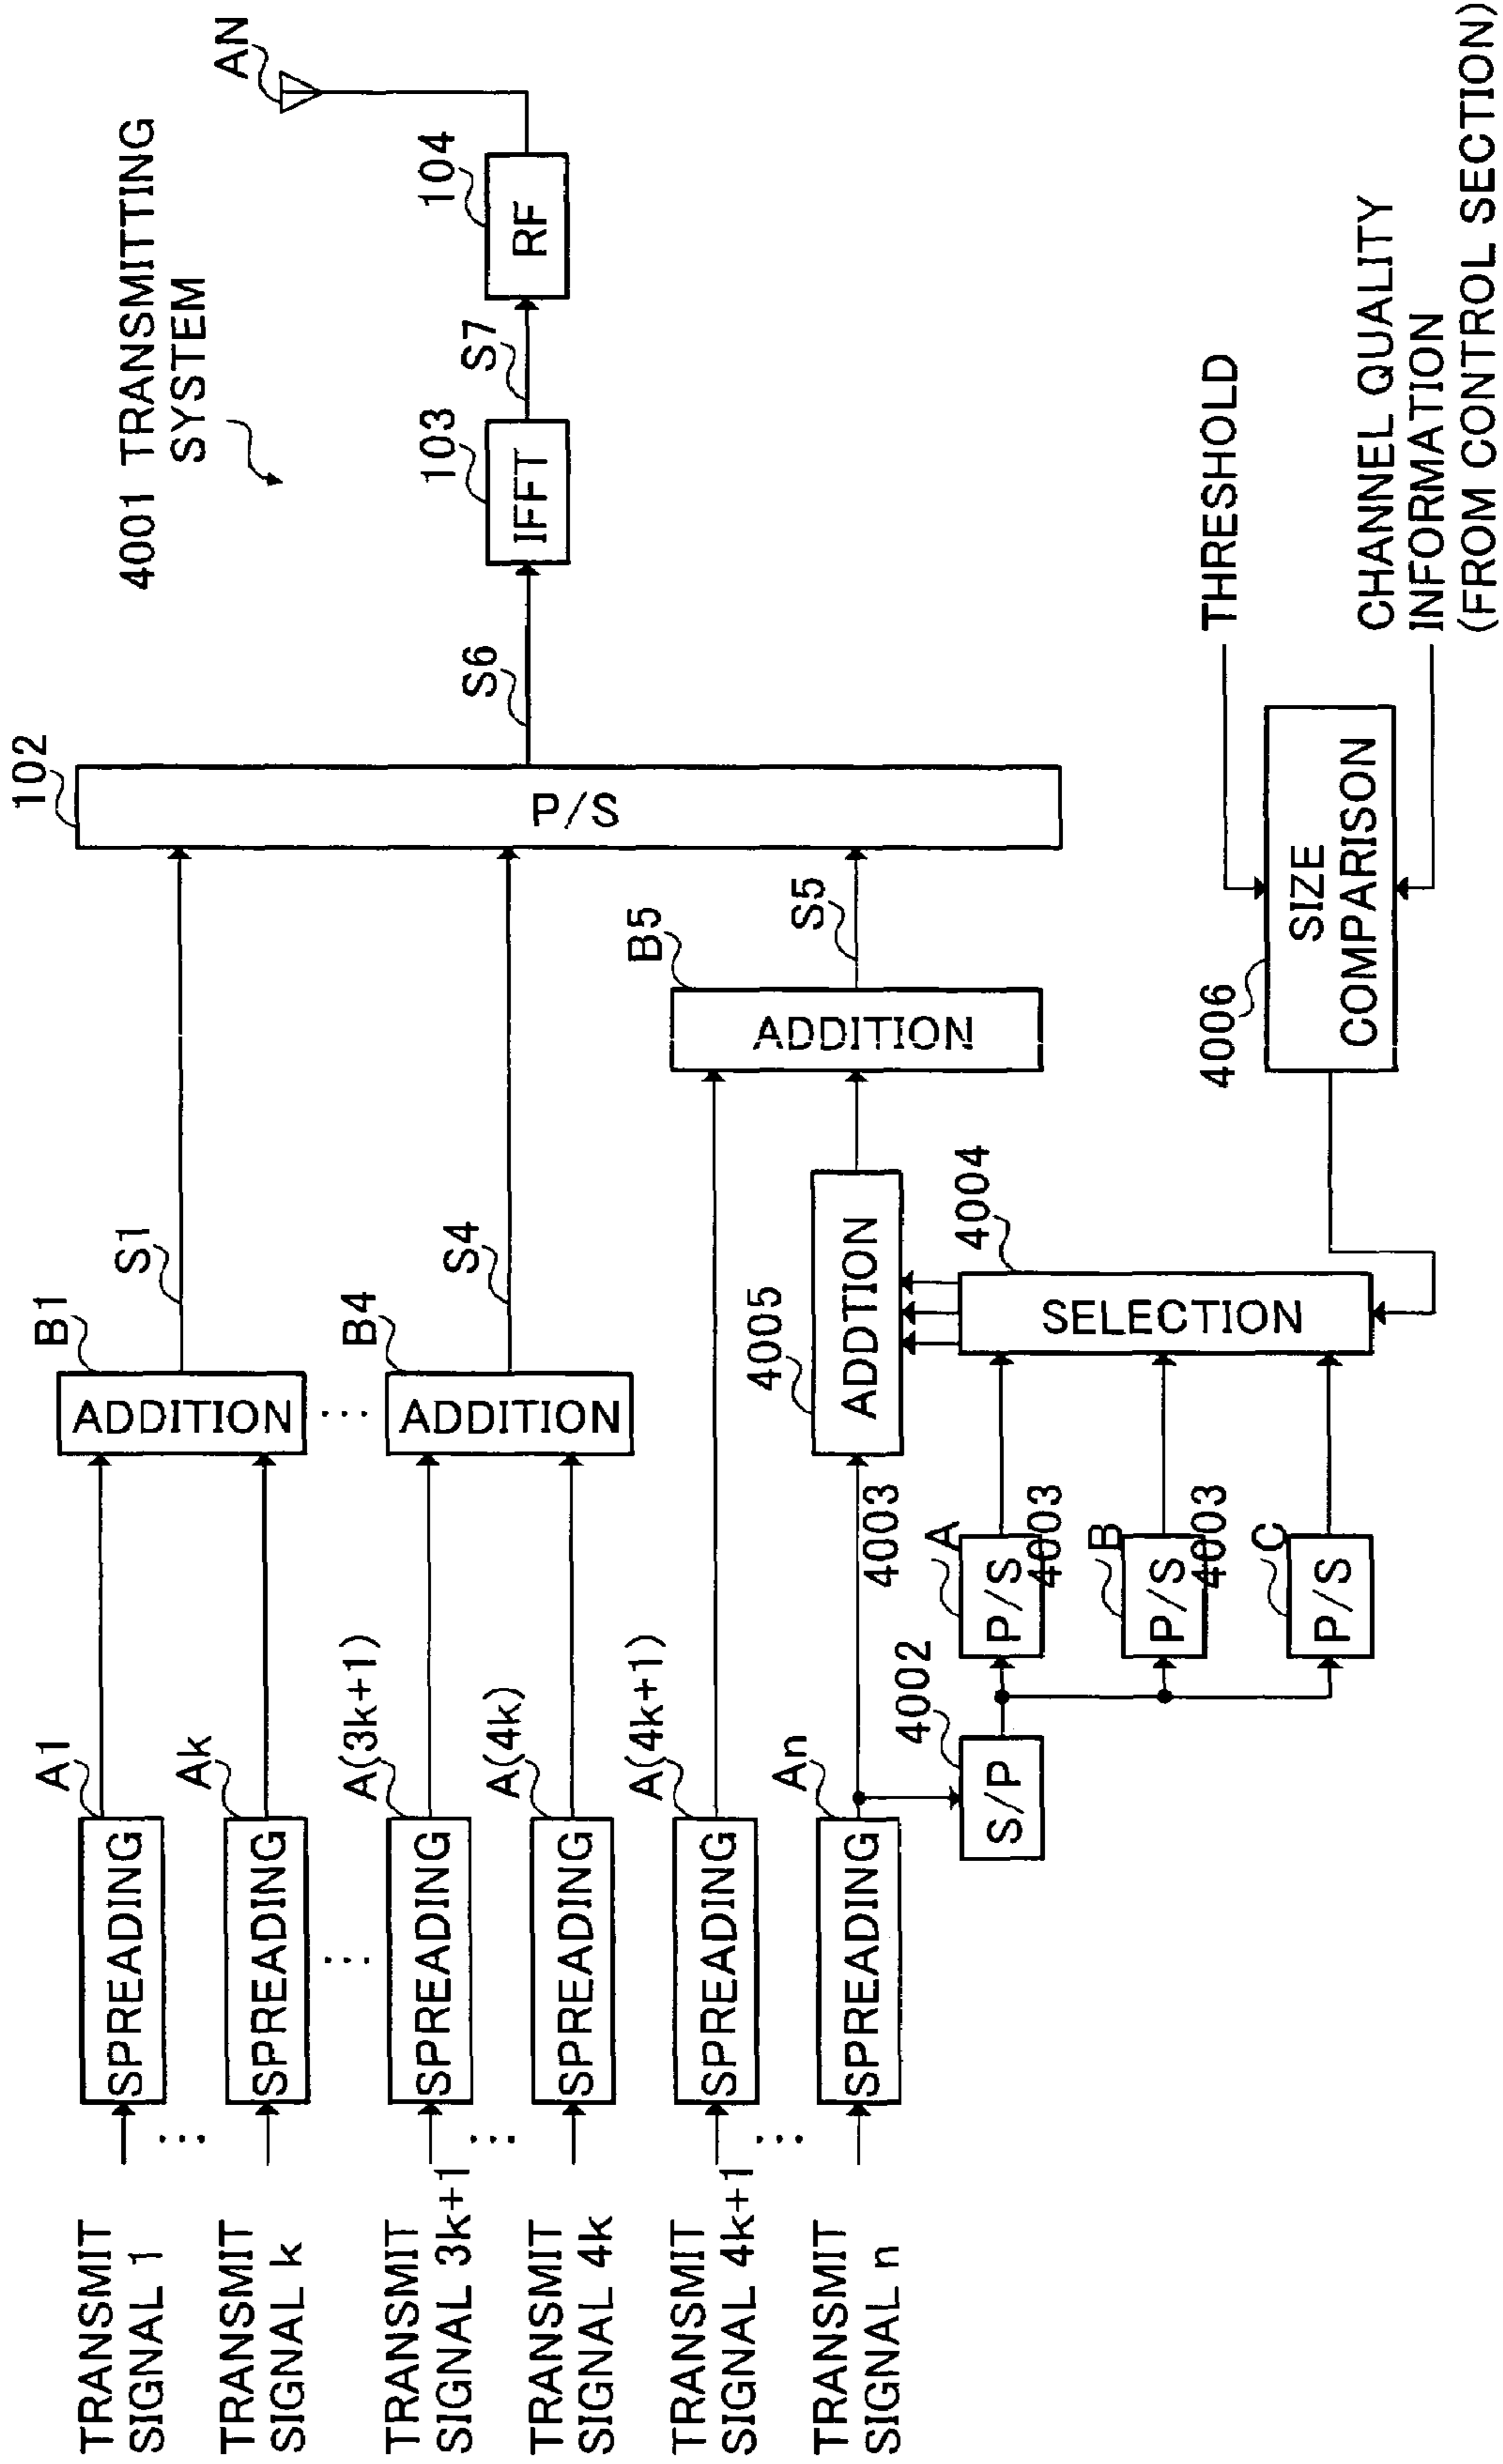 4001 TRANSMITTING
SYSTEM
AN
TRANSMIT
SIGNAL 1
SPREADING
A1
TRANSMIT
SIGNAL k
SPREADING
Ak
ADDITION
B1
S1
TRANSMIT
SIGNAL 3k+1
SPREADING
A(3k+1)
TRANSMIT
SIGNAL 4k
SPREADING
A(4k)
ADDITION
B4
S4
TRANSMIT
SIGNAL 4k+1
SPREADING
A(4k+1)
TRANSMIT
SIGNAL n
SPREADING
An
ADDTION
4005
ADDITION
B5
S5
P/S
102
S6
IFFT
103
S7
RF
104
S/P
4002
P/S
4003
A
P/S
4003
B
P/S
4003
C
SELECTION
4004
SIZE
COMPARISON
4006
THRESHOLD
CHANNEL QUALITY
INFORMATION
(FROM CONTROL SECTION)